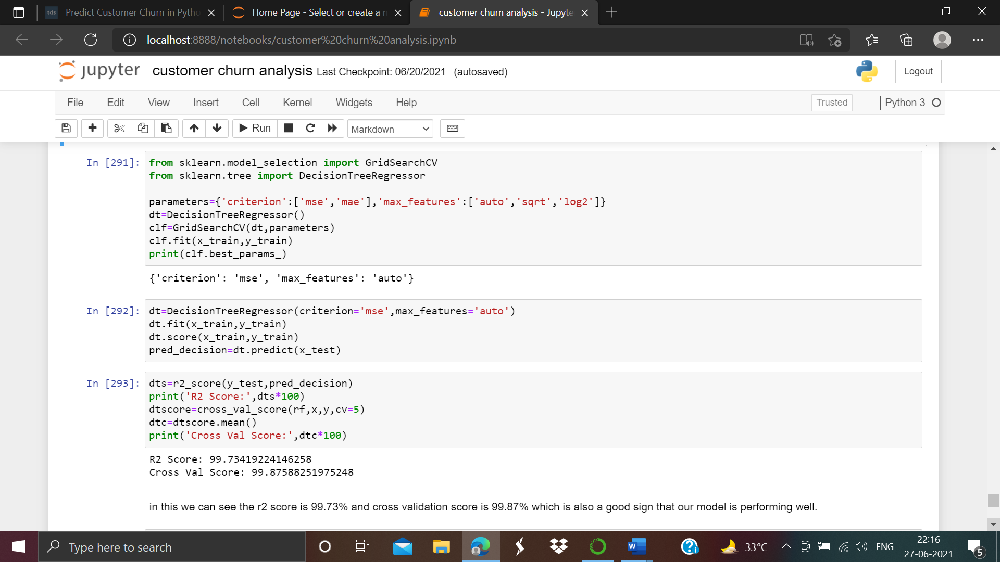 tds Predict Customer Churn in Pytho
Home Page - Select or create a n
customer churn analysis - Jupyte
localhost:8888/notebooks/customer%20churn%20analysis.ipynb
jupyter customer churn analysis Last Checkpoint: 06/20/2021 (autosaved)
Logout
File Edit View Insert Cell Kernel Widgets Help
Trusted
Python 3
Run
Markdown
In [291]:
from sklearn.model_selection import GridSearchCV
from sklearn.tree import DecisionTreeRegressor
parameters={'criterion':['mse','mae'],'max_features':['auto','sqrt','log2']}
dt=DecisionTreeRegressor()
clf=GridSearchCV(dt,parameters)
clf.fit(x_train,y_train)
print(clf.best_params_)
{'criterion': 'mse', 'max_features': 'auto'}
In [292]:
dt=DecisionTreeRegressor(criterion='mse',max_features='auto')
dt.fit(x_train,y_train)
dt.score(x_train,y_train)
pred_decision=dt.predict(x_test)
In [293]:
dts=r2_score(y_test,pred_decision)
print('R2 Score:',dts*100)
dtscore=cross_val_score(rf,x,y,cv=5)
dtc=dtscore.mean()
print('Cross Val Score:',dtc*100)
R2 Score: 99.73419224146258
Cross Val Score: 99.87588251975248
in this we can see the r2 score is 99.73% and cross validation score is 99.87% which is also a good sign that our model is performing well.
Type here to search
W
33°C
ENG
22:16
27-06-2021
5